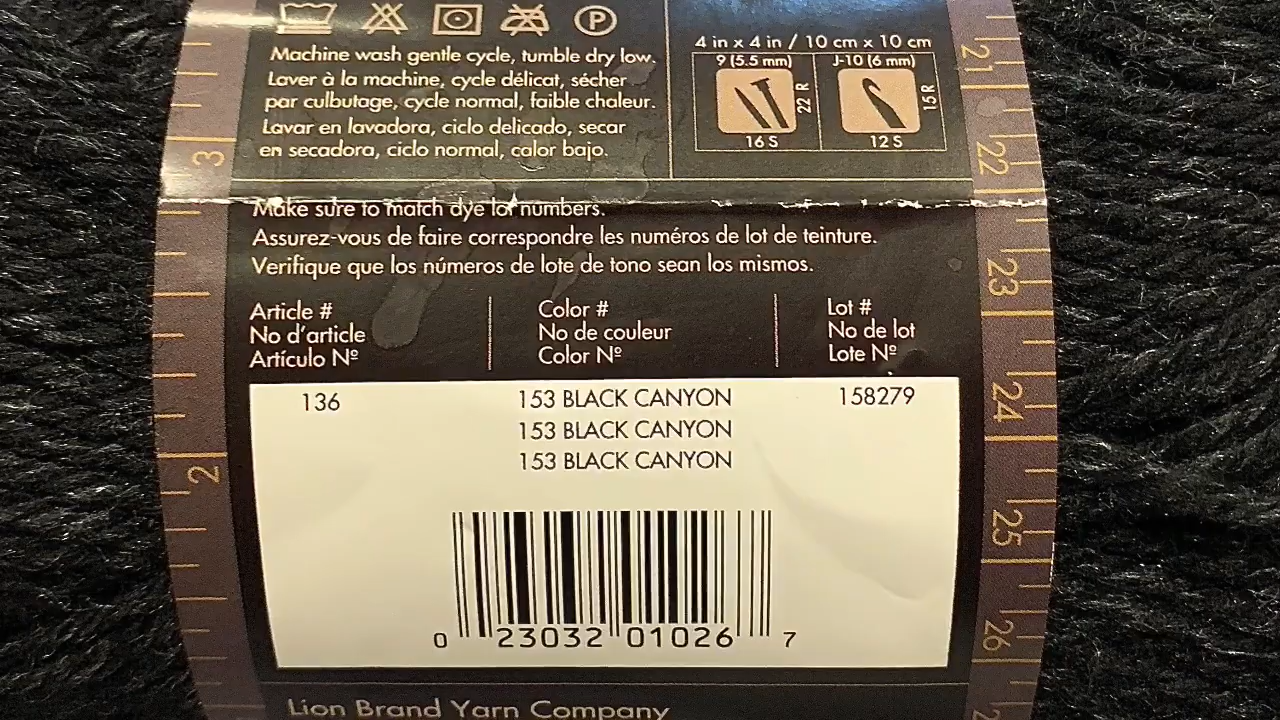 P
Machine wash gentle cycle, tumble dry low.
Laver à la machine, cycle délicat, sécher
par culbutage, cycle normal, faible chaleur.
Lavar en lavadora, ciclo delicado, secar
en secadora, ciclo normal, calor bajo.
4 in x 4 in / 10 cm x 10 cm
9 (5.5 mm)
22 R
16 S
J-10 (6 mm)
15 R
12 S
Make sure to match dye lot numbers.
Assurez-vous de faire correspondre les numéros de lot de teinture.
Verifique que los números de lote de tono sean los mismos.
Article #
No d'article
Artículo Nº
Color #
No de couleur
Color Nº
Lot #
No de lot
Lote Nº
136
153 BLACK CANYON
153 BLACK CANYON
153 BLACK CANYON
158279
0 23032 01026 7
Lion Brand Yarn Company
3
2
21
22
23
24
25
26